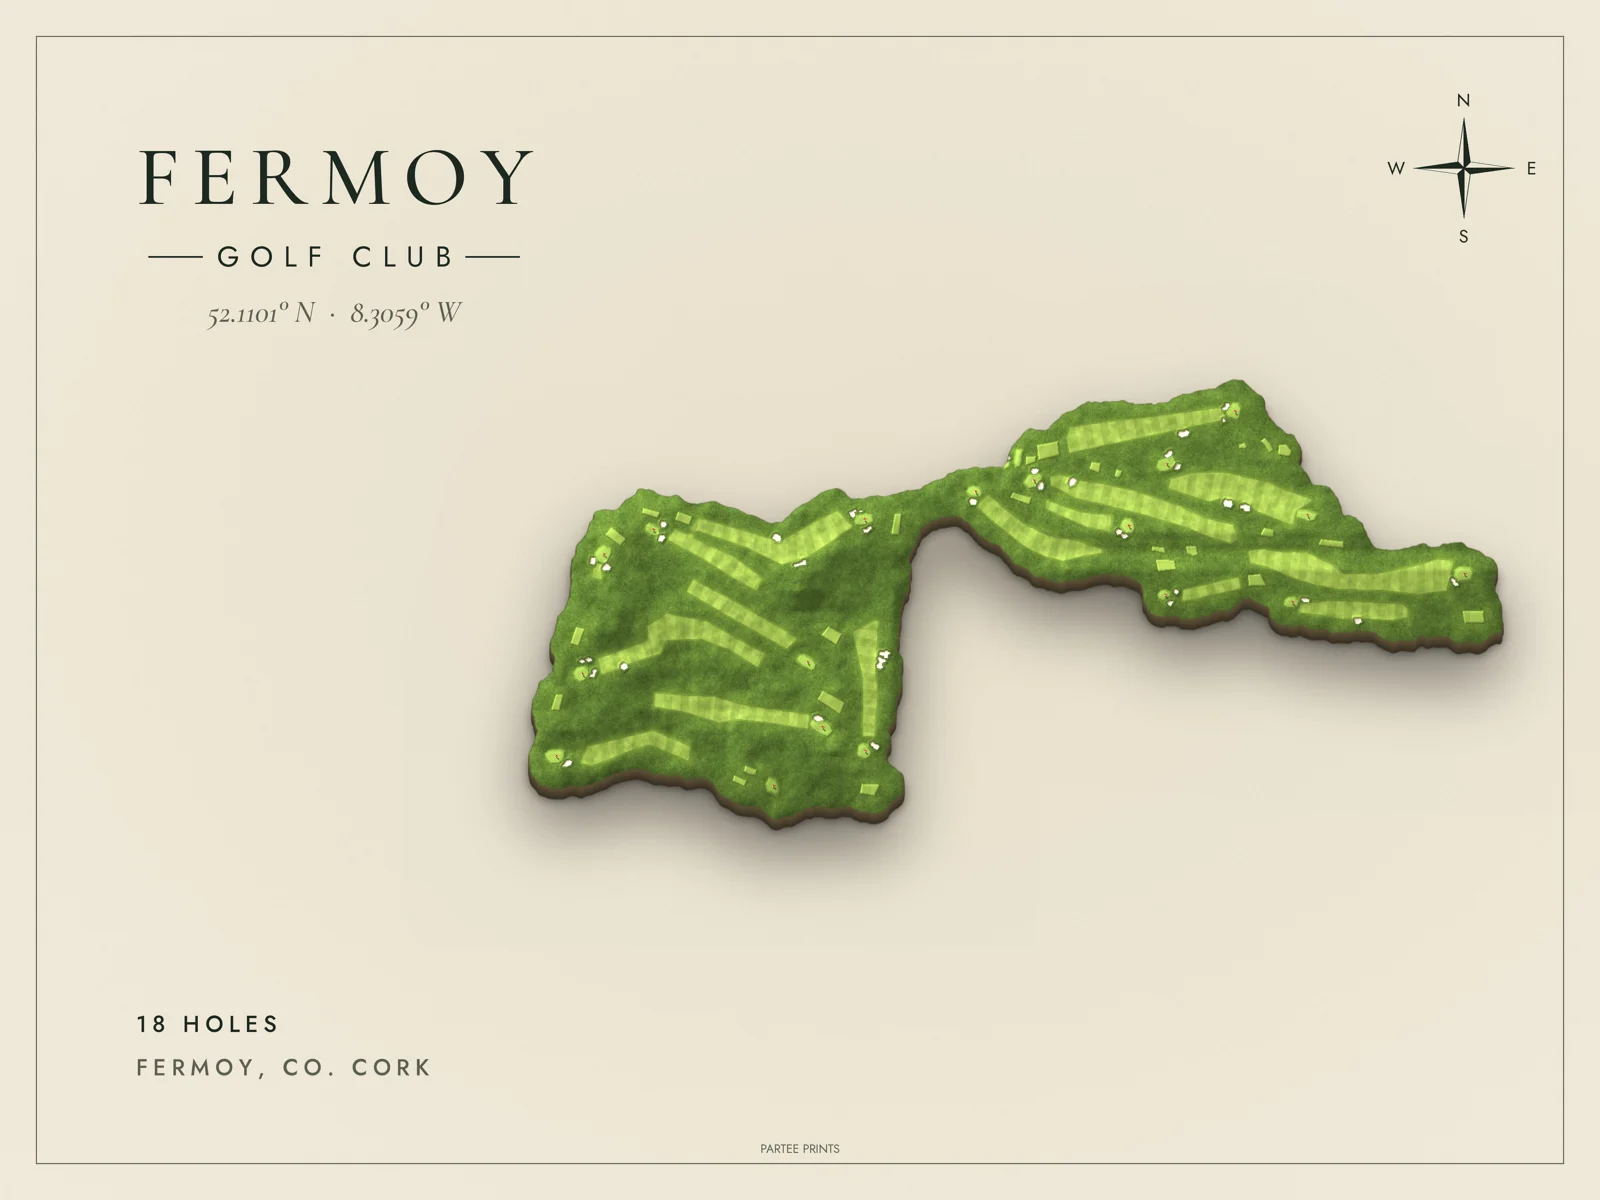 FERMOY
GOLF CLUB
52.1101° N · 8.3059° W
N
W E
S
18 HOLES
FERMOY, CO. CORK
PARTEE PRINTS